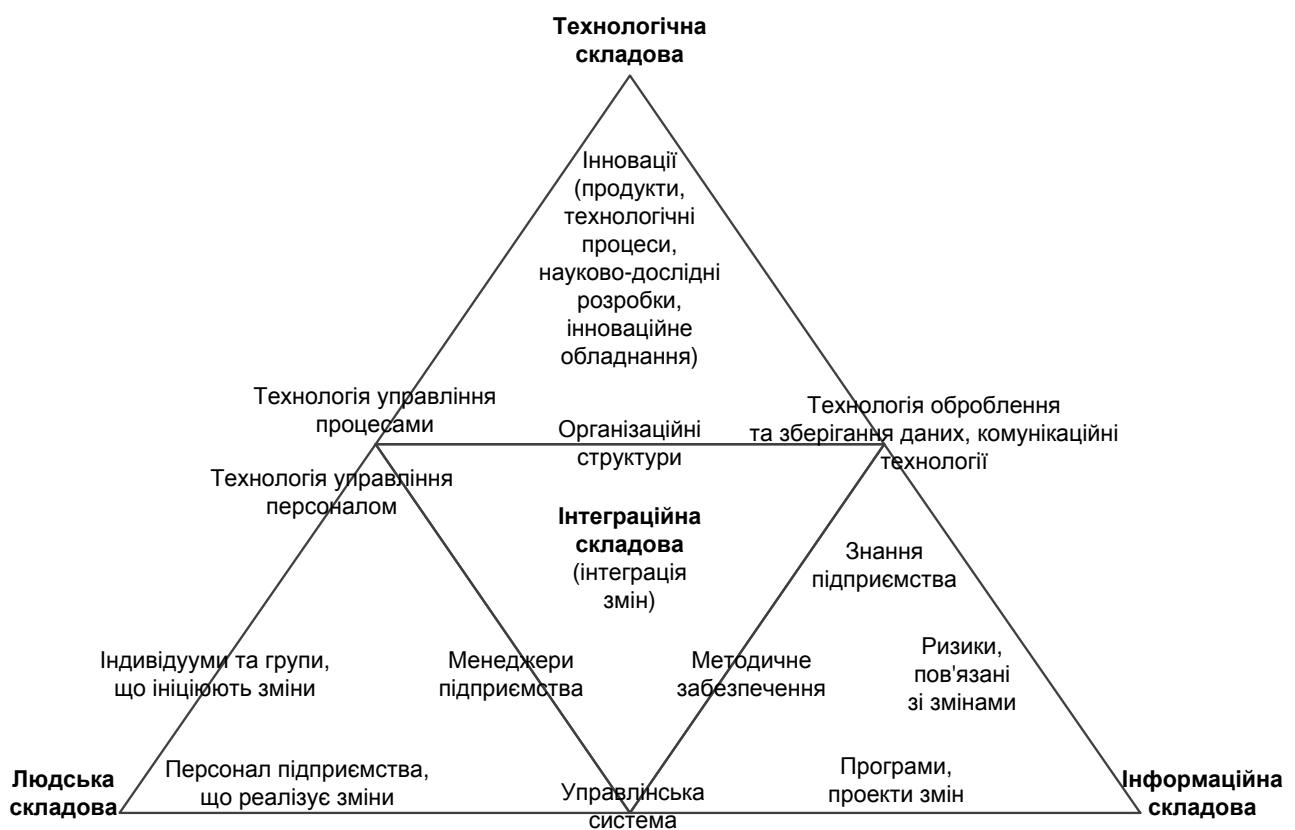 Технологічна
складова
Інновації
(продукти,
технологічні
процеси,
науково-дослідні
розробки,
інноваційне
обладнання)
Технологія управління
процесами
Організаційні
структури
Технологія оброблення
та зберігання даних, комунікаційні
технології
Технологія управління
персоналом
Інтеграційна
складова
(інтеграція
змін)
Знання
підприємства
Індивідууми та групи,
що ініціюють зміни
Менеджери
підприємства
Методичне
забезпечення
Ризики,
пов'язані
зі змінами
Людська
складова
Персонал підприємства,
що реалізує зміни
Управлінська
система
Програми,
проекти змін
Інформаційна
складова